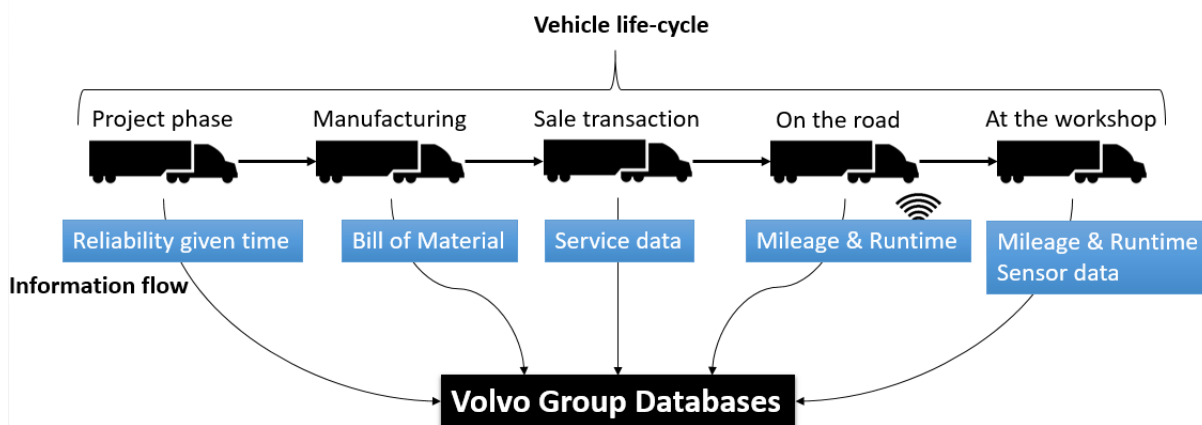 Vehicle life-cycle
Project phase
Manufacturing
Sale transaction
On the road
At the workshop
Reliability given time
Bill of Material
Service data
Mileage & Runtime
Mileage & Runtime
Sensor data
Information flow
Volvo Group Databases